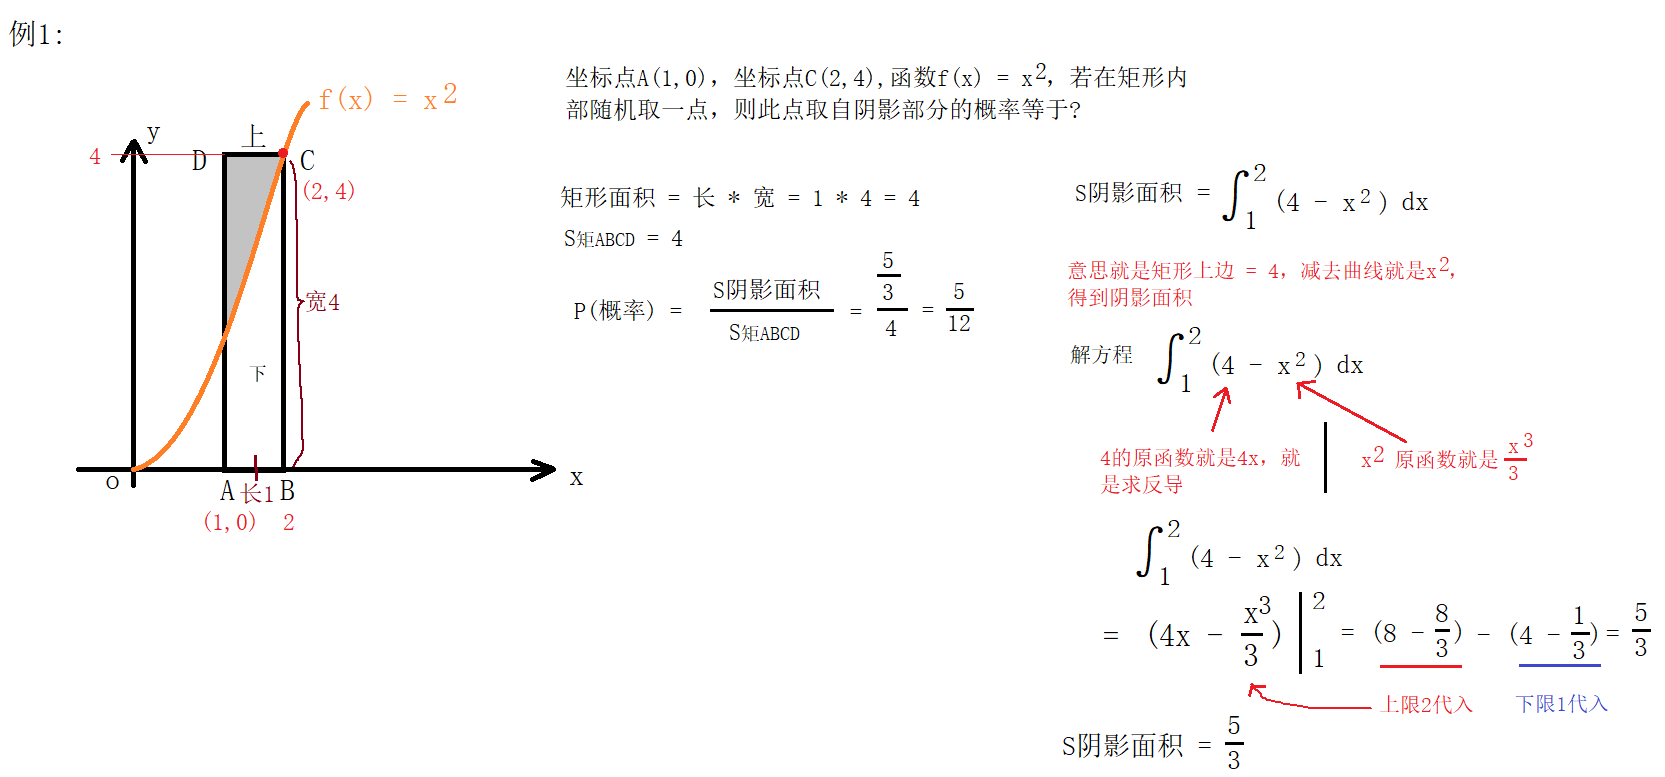 例1:
f(x) = x²
y
上
4
D
C
(2,4)
宽4
下
x
o
A 长1 B
(1,0) 2
坐标点A(1,0), 坐标点C(2,4),函数f(x) = x², 若在矩形内
部随机取一点, 则此点取自阴影部分的概率等于?
矩形面积 = 长 * 宽 = 1 * 4 = 4
S矩ABCD = 4
P(概率) = S阴影面积 / S矩ABCD = 5/3 / 4 = 5/12
S阴影面积 = ∫₁² (4 - x²) dx
意思就是矩形上边 = 4, 减去曲线就是x²,
得到阴影面积
解方程 ∫₁² (4 - x²) dx
4的原函数就是4x, 就
是求反导
x² 原函数就是 x³/3
∫₁² (4 - x²) dx
= (4x - x³/3) |₁² = (8 - 8/3) - (4 - 1/3) = 5/3
上限2代入 下限1代入
S阴影面积 = 5/3